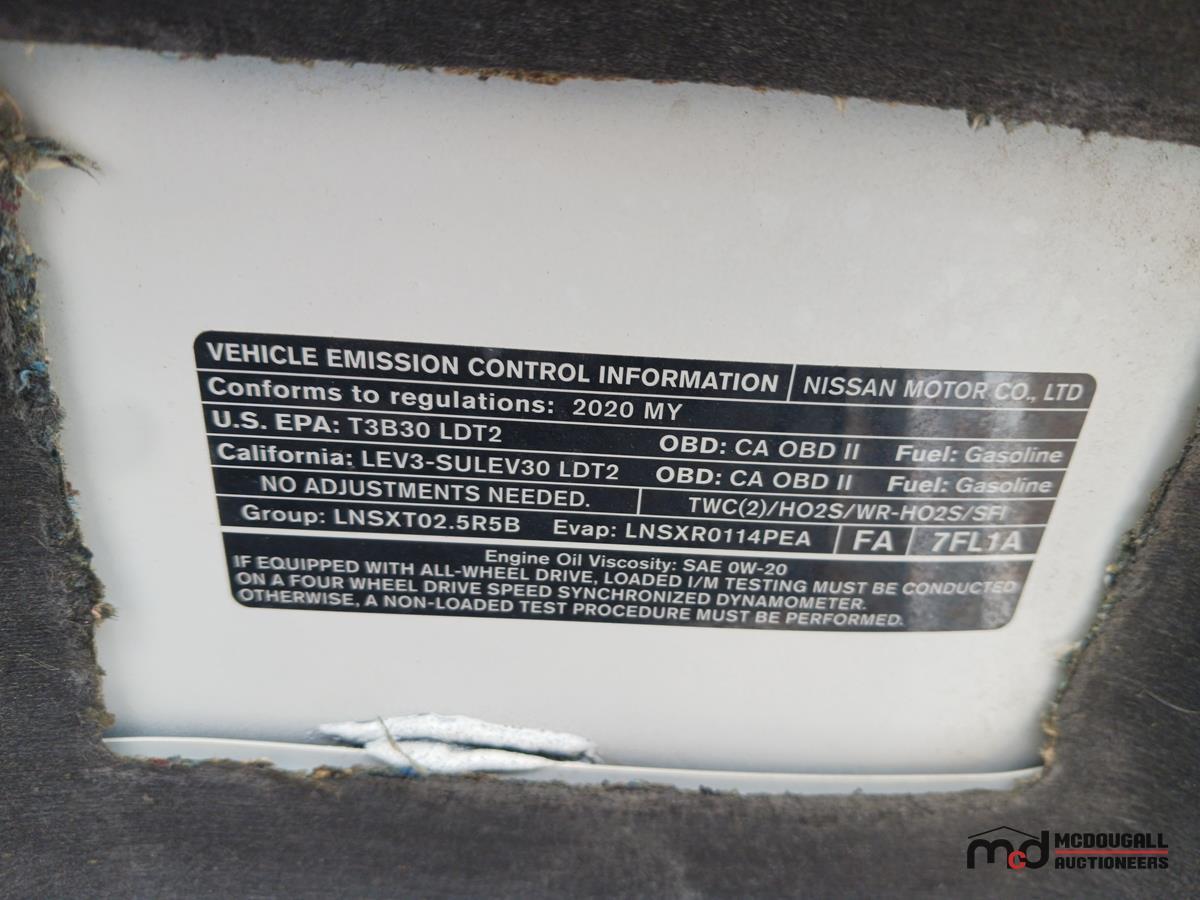 VEHICLE EMISSION CONTROL INFORMATION NISSAN MOTOR CO., LTD
Conforms to regulations: 2020 MY
U.S. EPA: T3B30 LDT2 OBD: CA OBD II Fuel: Gasoline
California: LEV3-SULEV30 LDT2 OBD: CA OBD II Fuel: Gasoline
NO ADJUSTMENTS NEEDED. TWC(2)/HO2S/WR-HO2S/SFI
Group: LNSXT02.5R5B Evap: LNSXR0114PEA FA 7FL1A
Engine Oil Viscosity: SAE 0W-20
IF EQUIPPED WITH ALL-WHEEL DRIVE, LOADED I/M TESTING MUST BE CONDUCTED
ON A FOUR WHEEL DRIVE SPEED SYNCHRONIZED DYNAMOMETER.
OTHERWISE, A NON-LOADED TEST PROCEDURE MUST BE PERFORMED.
mcd MCDOUGALL
AUCTIONEERS